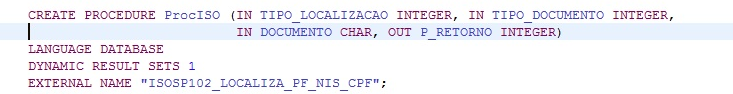 CREATE PROCEDURE ProcISO (IN TIPO_LOCALIZACAO INTEGER, IN TIPO_DOCUMENTO INTEGER,
IN DOCUMENTO CHAR, OUT P_RETORNO INTEGER)
LANGUAGE DATABASE
DYNAMIC RESULT SETS 1
EXTERNAL NAME "ISOSP102_LOCALIZA_PF_NIS_CPF";